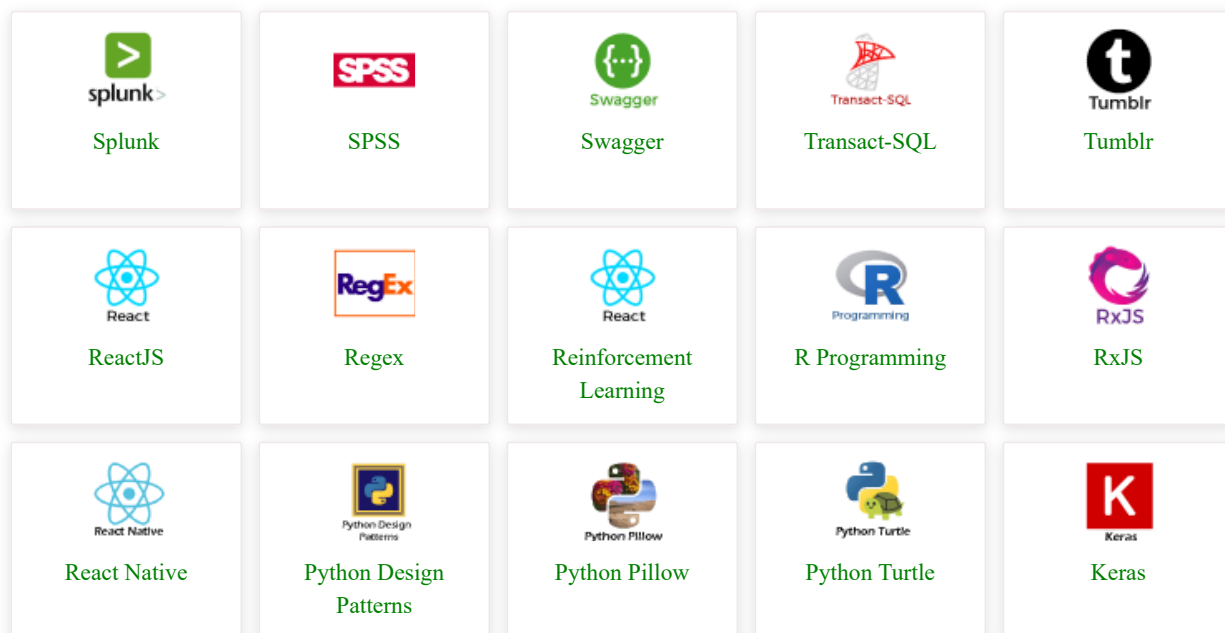 splunk>
Splunk
SPSS
SPSS
{...}
Swagger
Swagger
Transact-SQL
Transact-SQL
t
Tumblr
Tumblr
React
ReactJS
RegEx
Regex
React
Reinforcement
Learning
R
Programming
R Programming
RxJS
RxJS
React Native
React Native
Python Design
Patterns
Python Design
Patterns
Python Pillow
Python Pillow
Python Turtle
Python Turtle
K
Keras
Keras